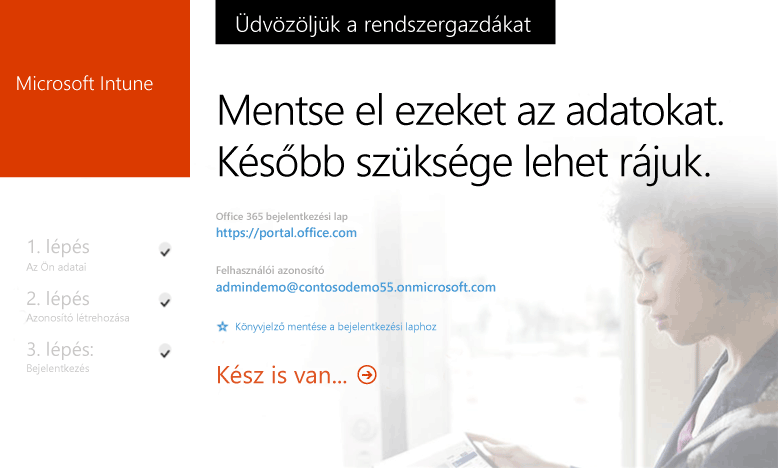 Üdvözöljük a rendszergazdákat
Microsoft Intune
Mentse el ezeket az adatokat.
Később szüksége lehet rájuk.
Office 365 bejelentkezési lap
https://portal.office.com
Felhasználói azonosító
admindemo@contosodemo55.onmicrosoft.com
Könyvjelző mentése a bejelentkezési laphoz
Kész is van...
1. lépés
Az Ön adatai
2. lépés
Azonosító létrehozása
3. lépés:
Bejelentkezés